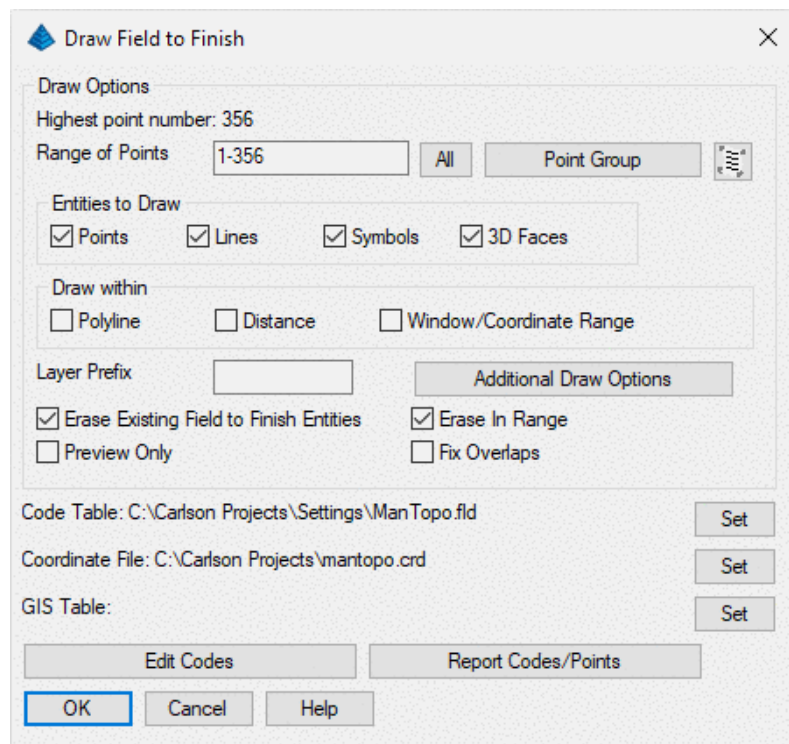 Draw Field to Finish
Draw Options
Highest point number: 356
Range of Points 1-356 All Point Group
Entities to Draw
Points Lines Symbols 3D Faces
Draw within
Polyline Distance Window/Coordinate Range
Layer Prefix Additional Draw Options
Erase Existing Field to Finish Entities Erase In Range
Preview Only Fix Overlaps
Code Table: C:\Carlson Projects\Settings\ManTopo.fld Set
Coordinate File: C:\Carlson Projects\mantopo.crd Set
GIS Table: Set
Edit Codes Report Codes/Points
OK Cancel Help